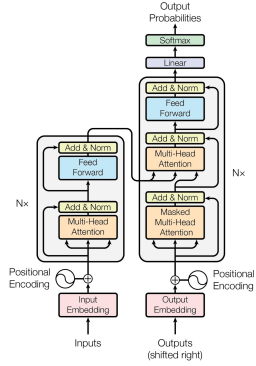 Output
Probabilities
Softmax
Linear
Add & Norm
Feed
Forward
Add & Norm
Multi-Head
Attention
Add & Norm
Masked
Multi-Head
Attention
N×
Add & Norm
Feed
Forward
Add & Norm
Multi-Head
Attention
N×
Positional
Encoding
Positional
Encoding
Input
Embedding
Output
Embedding
Inputs
Outputs
(shifted right)